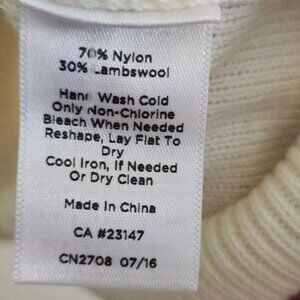 70% Nylon
30% Lambswool
Hand Wash Cold
Only Non-Chlorine
Bleach When Needed
Reshape, Lay Flat To
Dry
Cool Iron, If Needed
Or Dry Clean
Made In China
CA #23147
CN2708 07/16